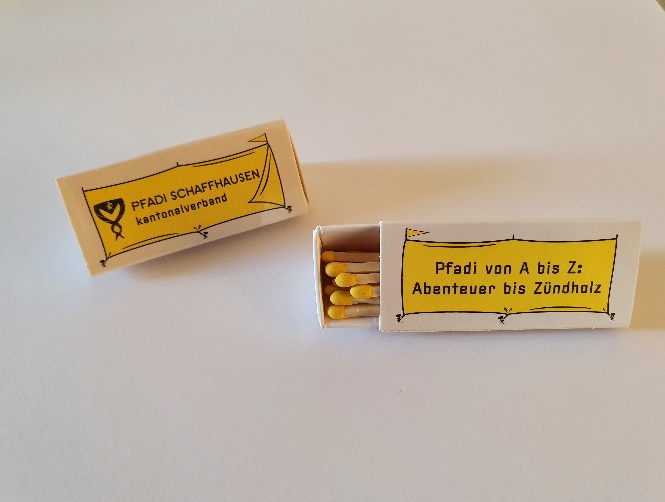 PFADI SCHAFFHAUSEN
kantonalverband
Pfadi von A bis Z:
Abenteuer bis Zündholz